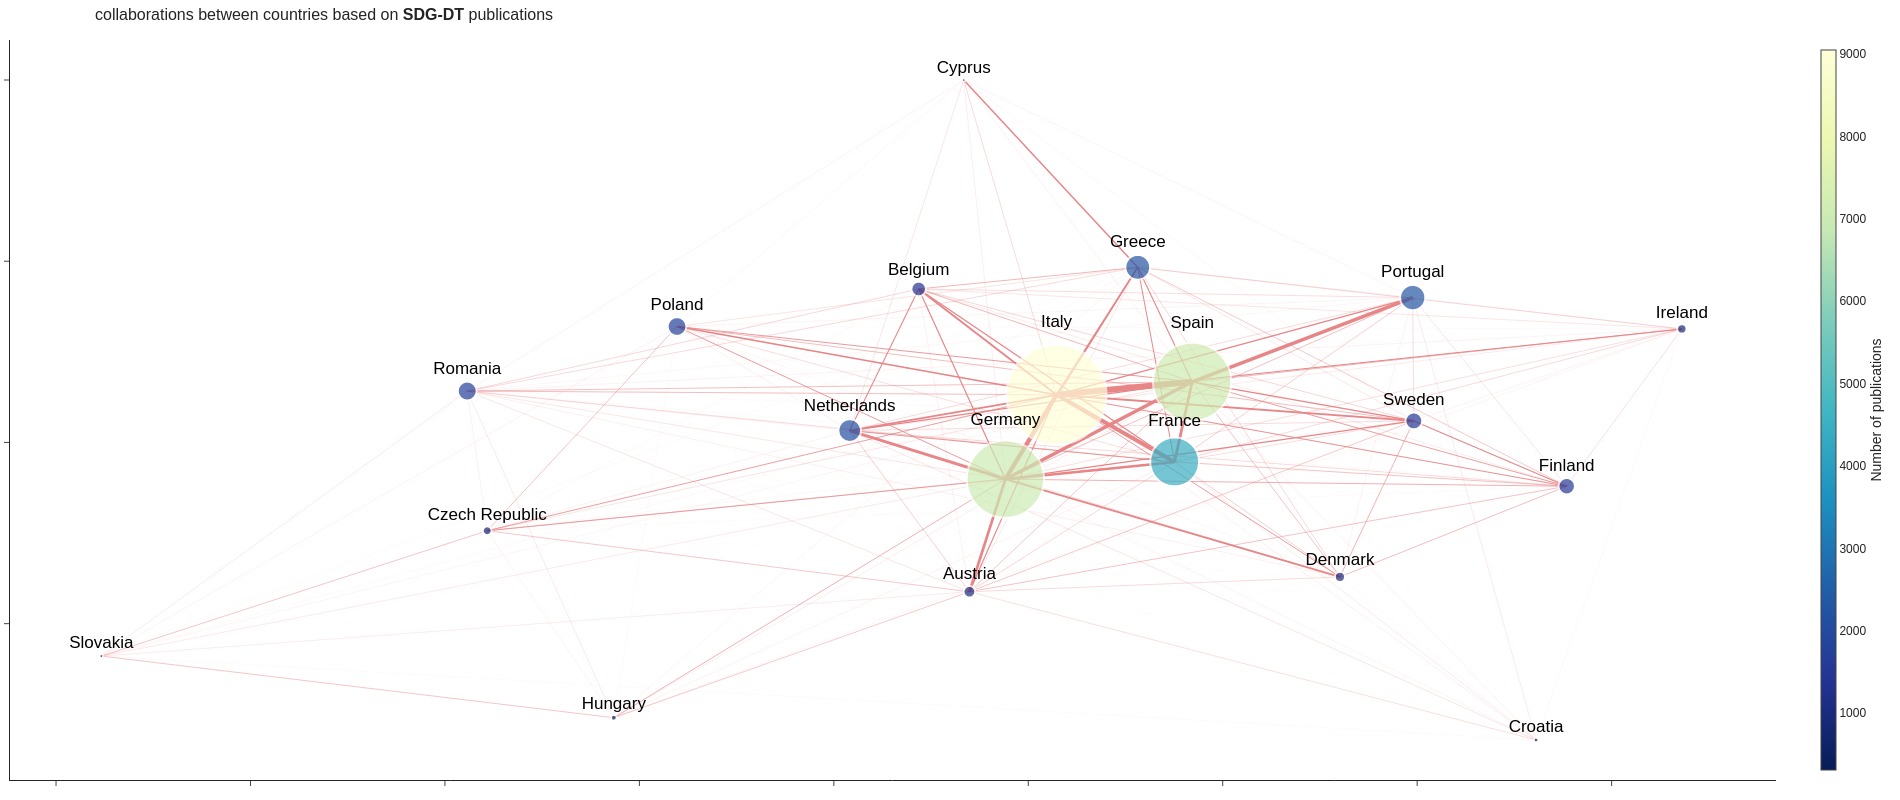 collaborations between countries based on SDG-DT publications
Cyprus
Greece
Belgium
Portugal
Poland
Ireland
Italy
Spain
Romania
Sweden
Netherlands
Germany
France
Finland
Czech Republic
Denmark
Austria
Slovakia
Hungary
Croatia
9000
8000
7000
6000
5000
4000
3000
2000
1000
Number of publications